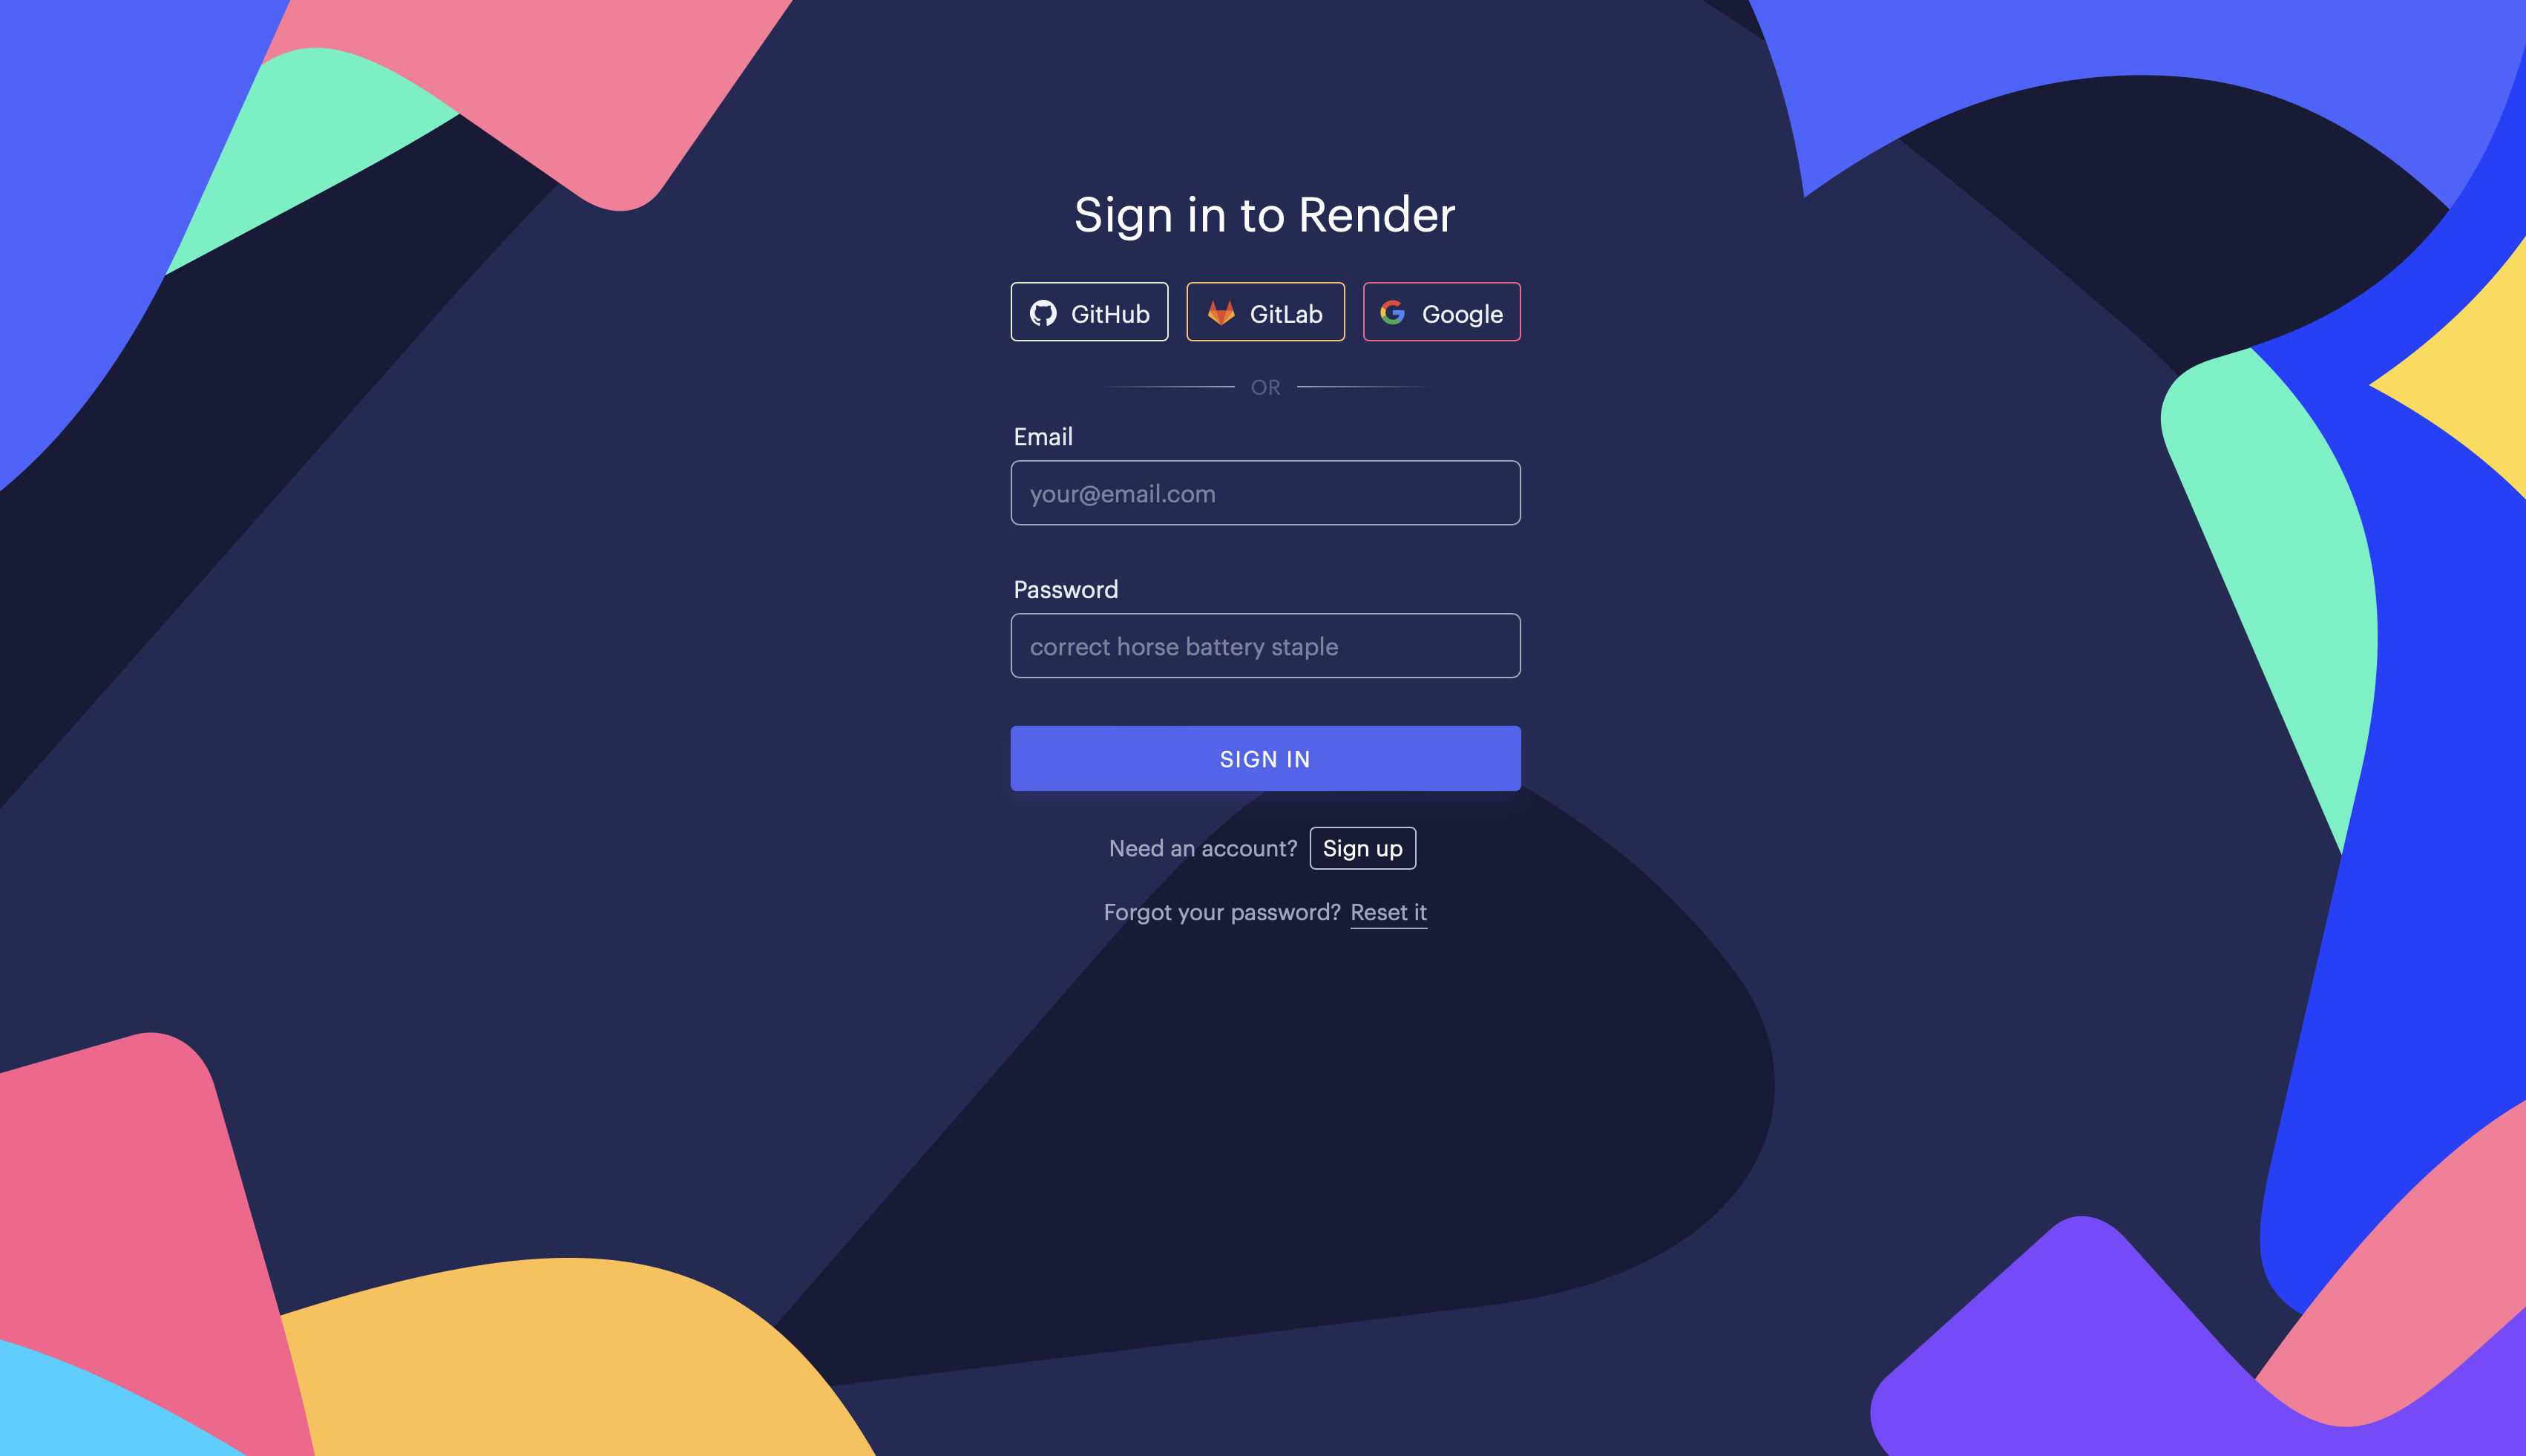 Sign in to Render
GitHub GitLab Google
OR
Email
your@email.com
Password
correct horse battery staple
SIGN IN
Need an account? Sign up
Forgot your password? Reset it